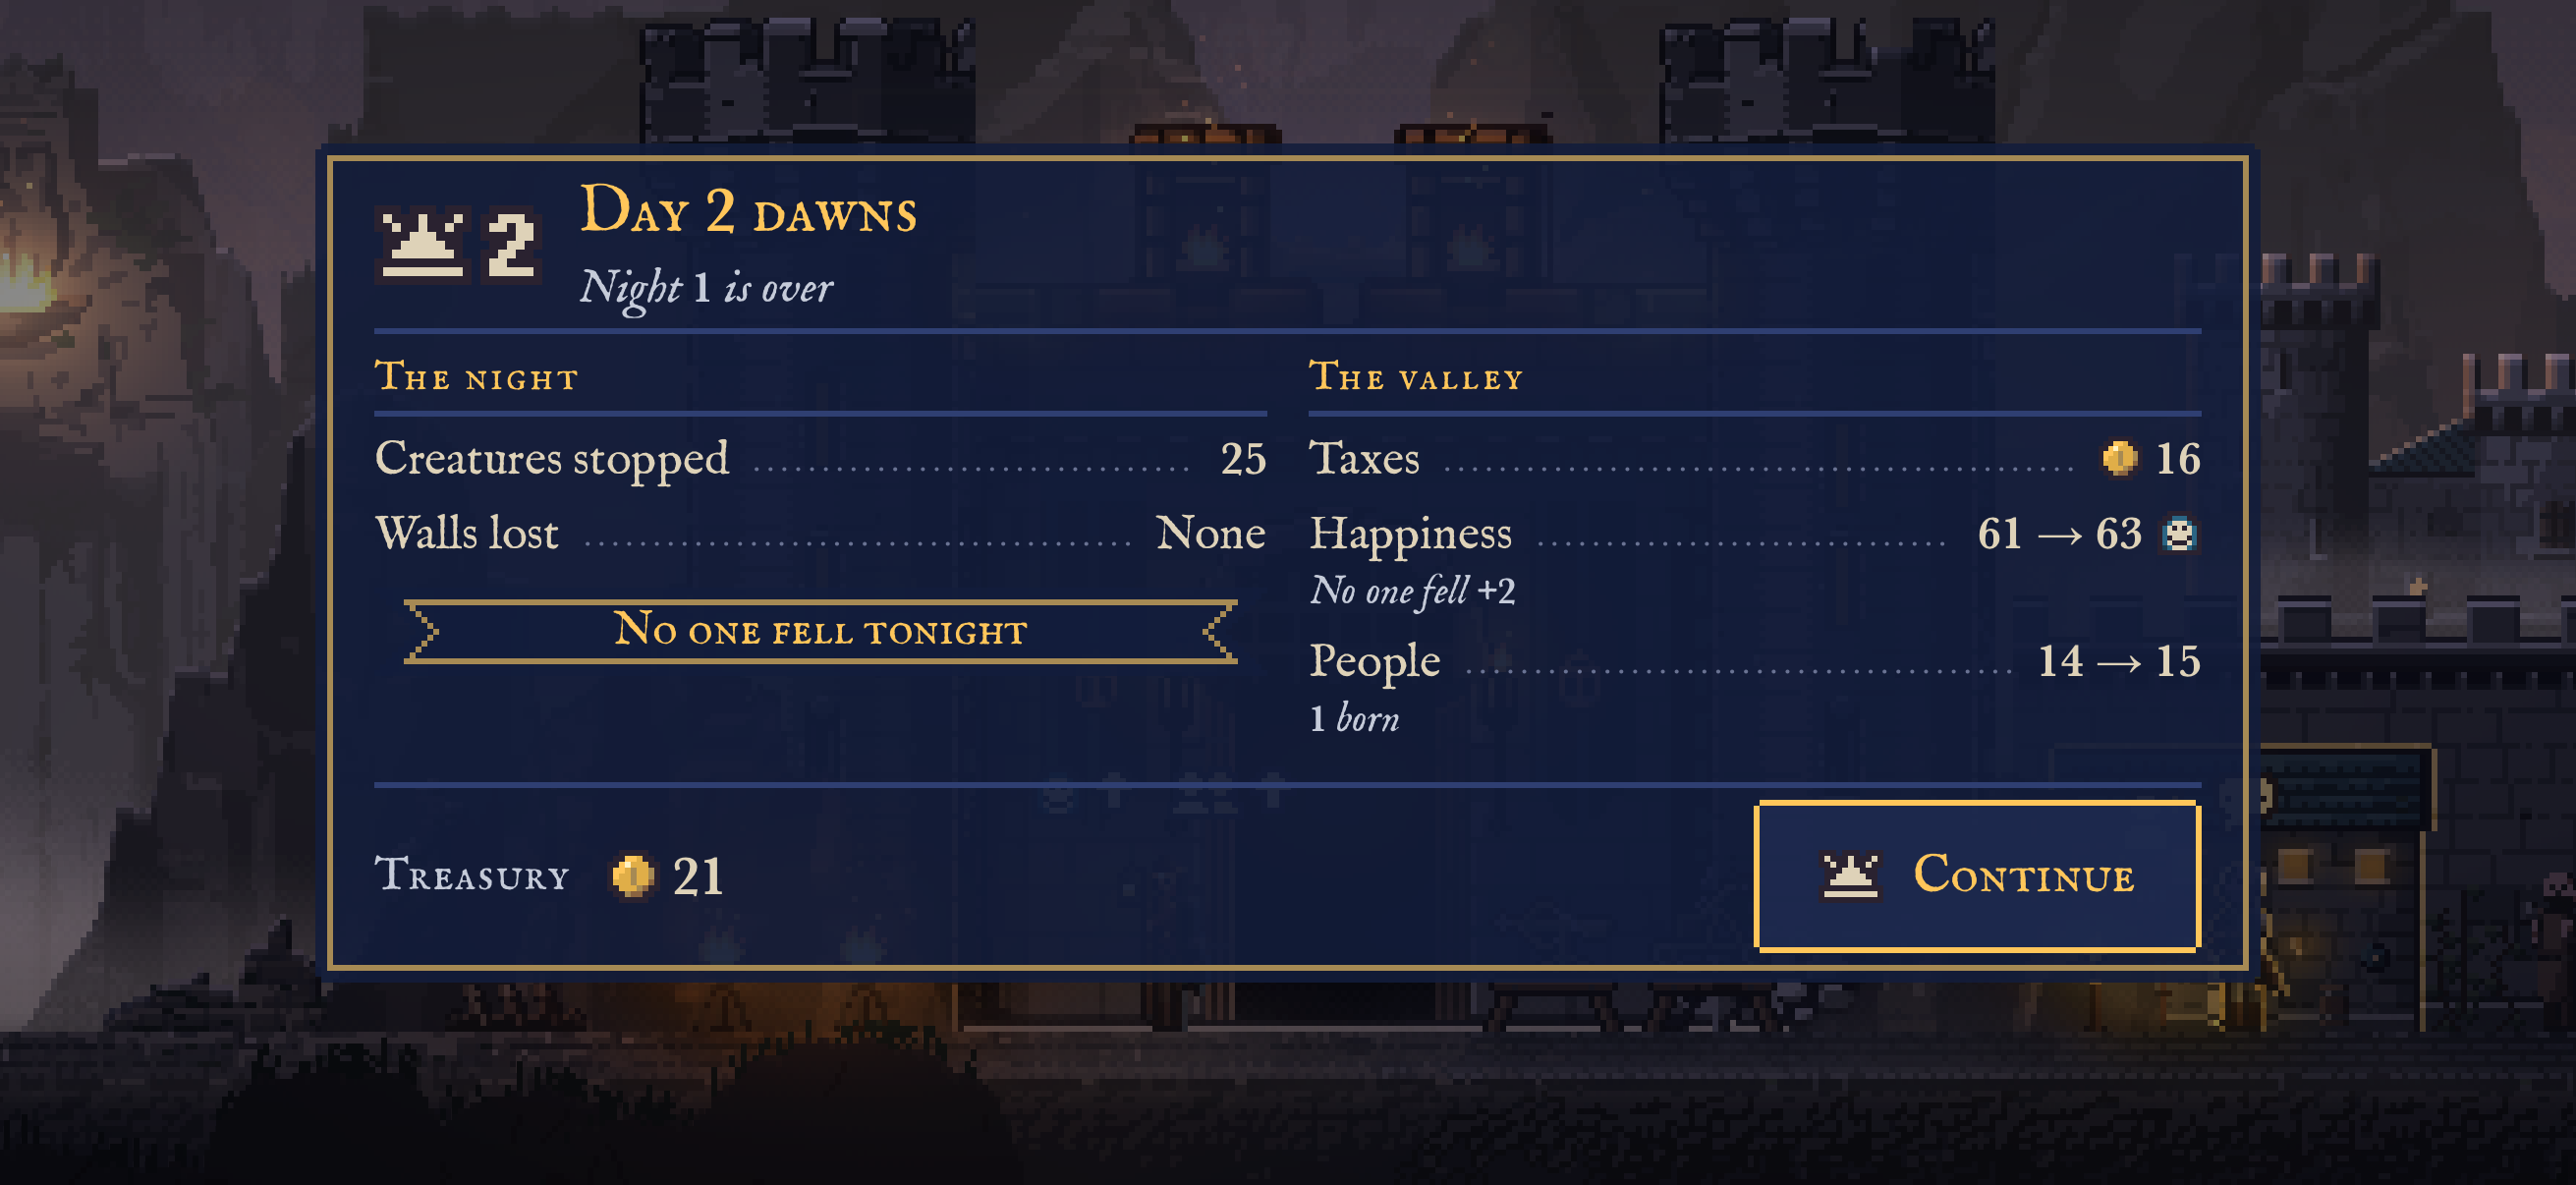 2
Day 2 dawns
Night 1 is over
The night
Creatures stopped 25
Walls lost None
No one fell tonight
The valley
Taxes 16
Happiness 61 → 63
No one fell +2
People 14 → 15
1 born
Treasury 21
Continue